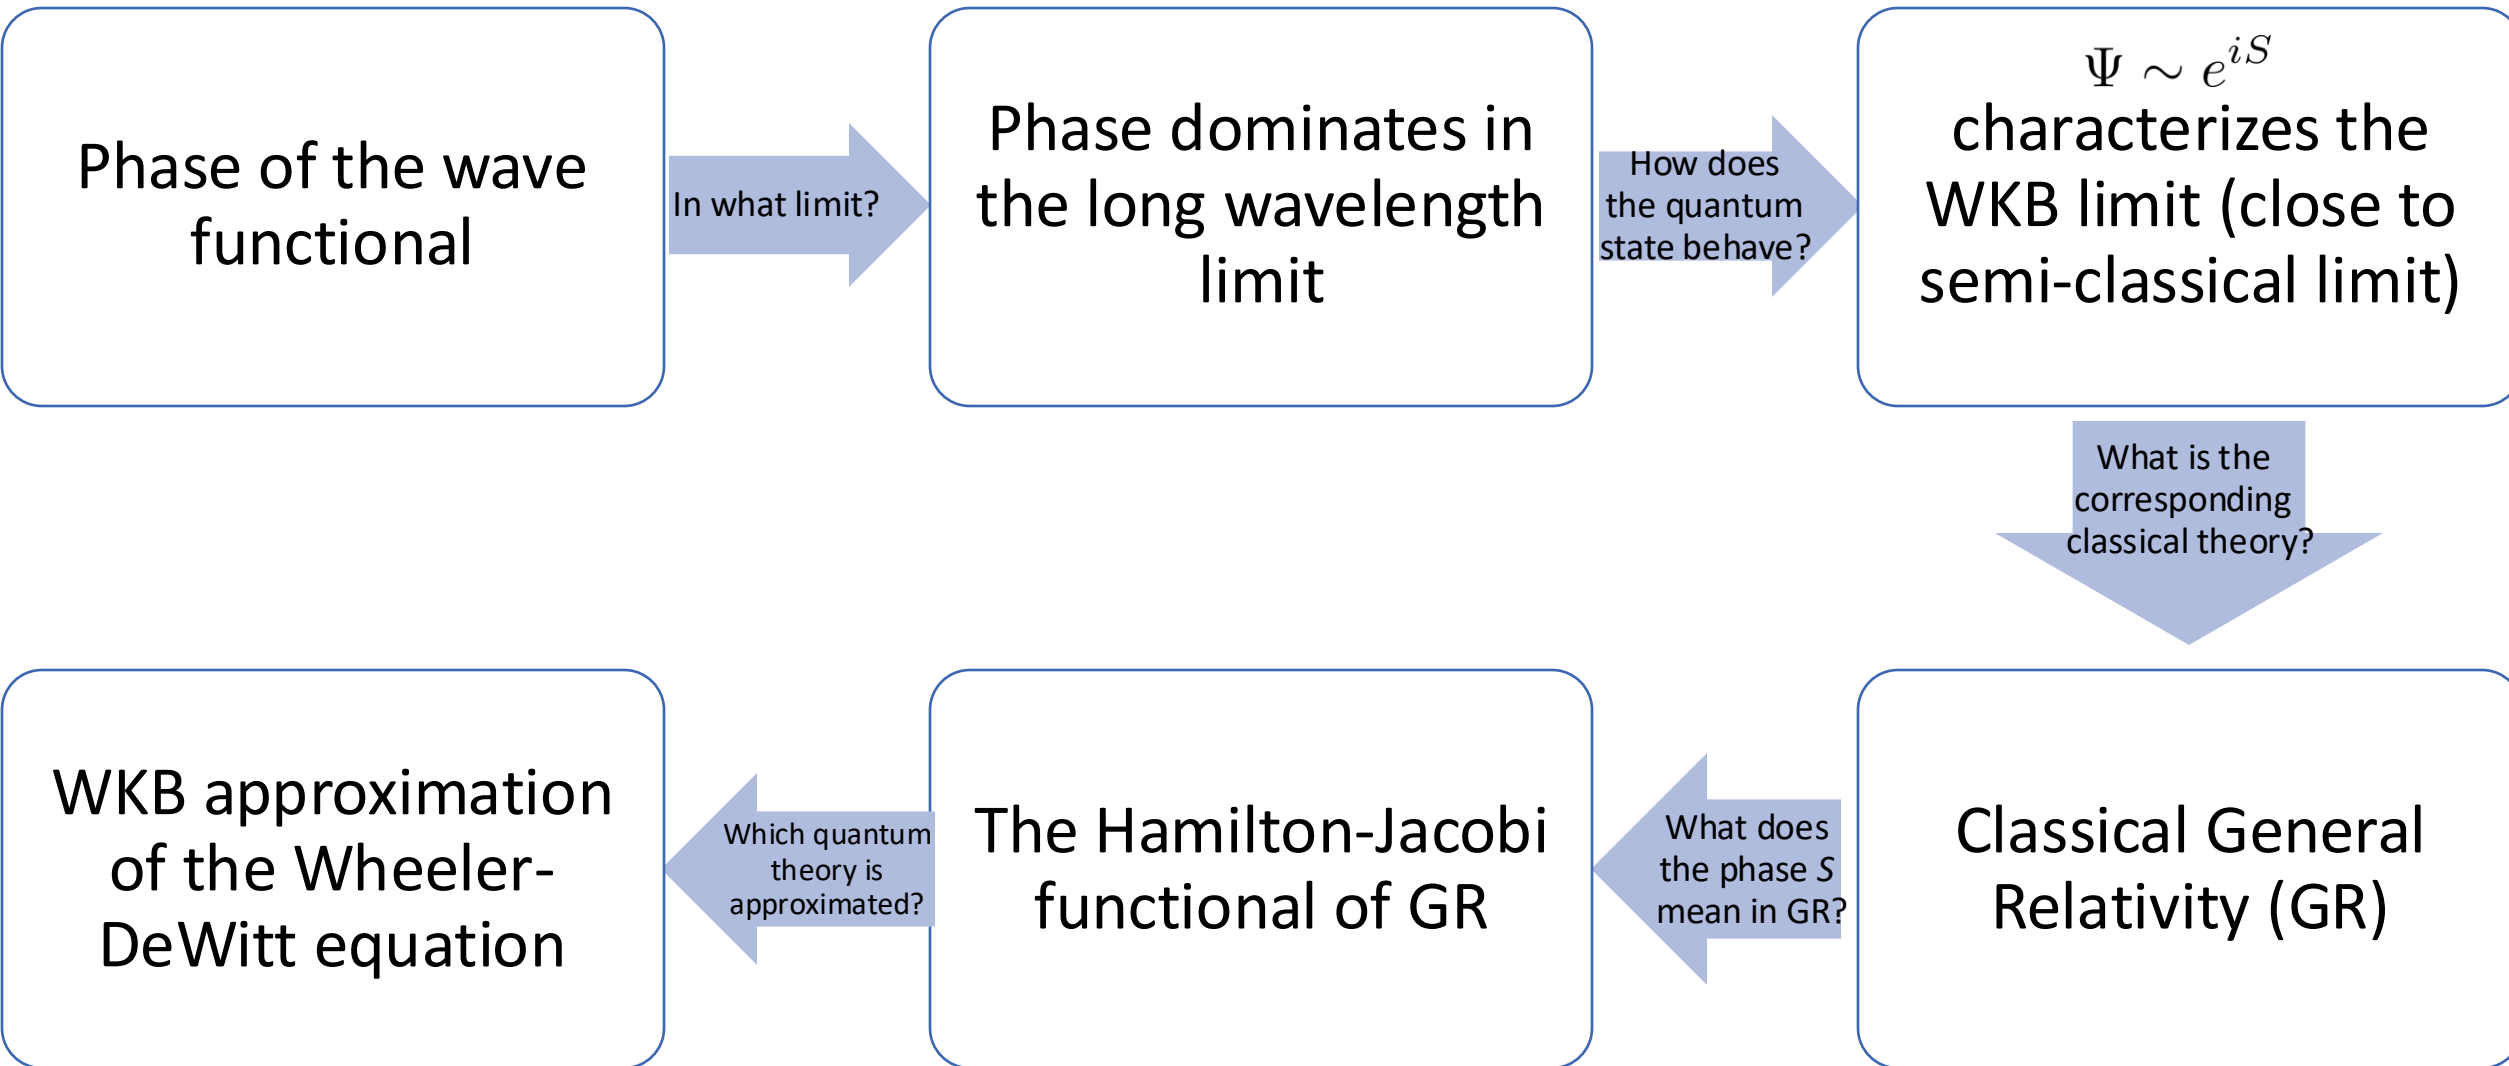 Phase of the wave
functional
In what limit?
Phase dominates in
the long wavelength
limit
How does
the quantum
state behave?
Ψ ∼ e^{iS}
characterizes the
WKB limit (close to
semi-classical limit)
What is the
corresponding
classical theory?
Classical General
Relativity (GR)
What does
the phase S
mean in GR?
The Hamilton-Jacobi
functional of GR
Which quantum
theory is
approximated?
WKB approximation
of the Wheeler-
DeWitt equation